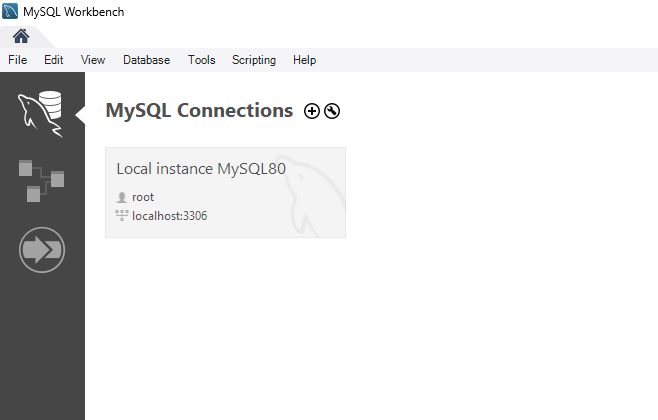 MySQL Workbench
File Edit View Database Tools Scripting Help
MySQL Connections
Local instance MySQL80
root
localhost:3306